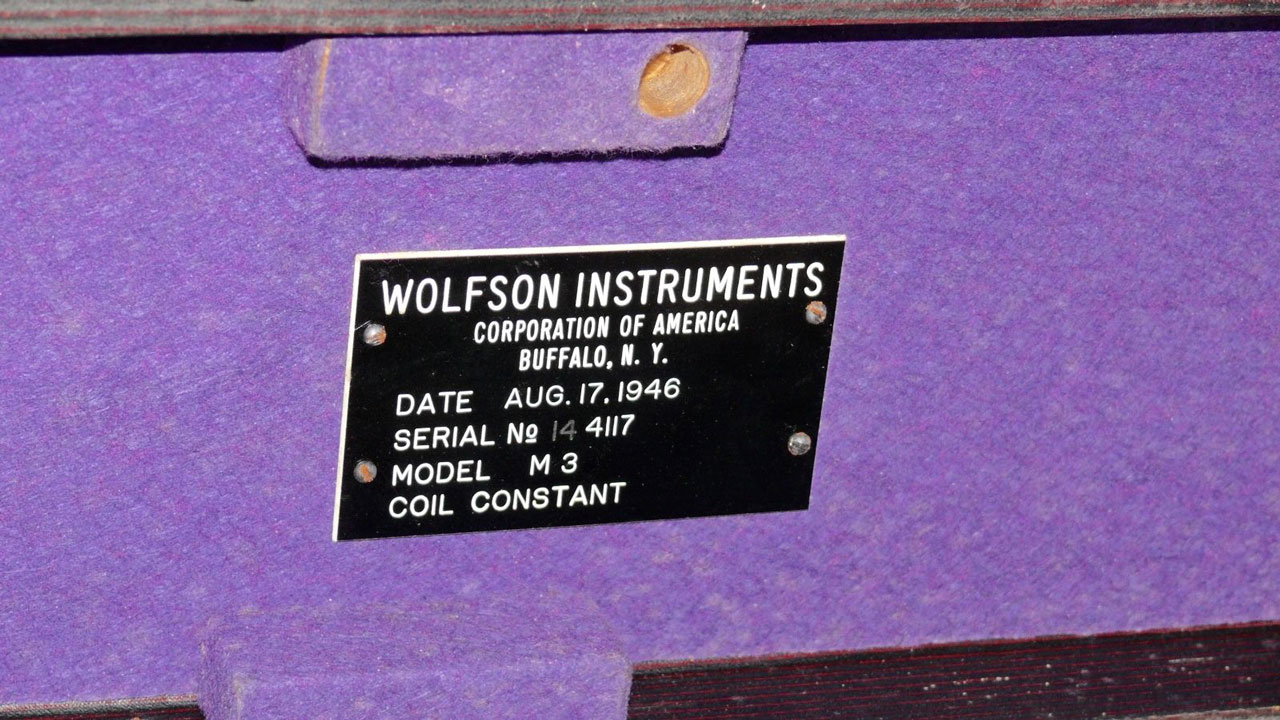 WOLFSON INSTRUMENTS
CORPORATION OF AMERICA
BUFFALO, N. Y.
DATE AUG. 17, 1946
SERIAL № 14 4117
MODEL M 3
COIL CONSTANT